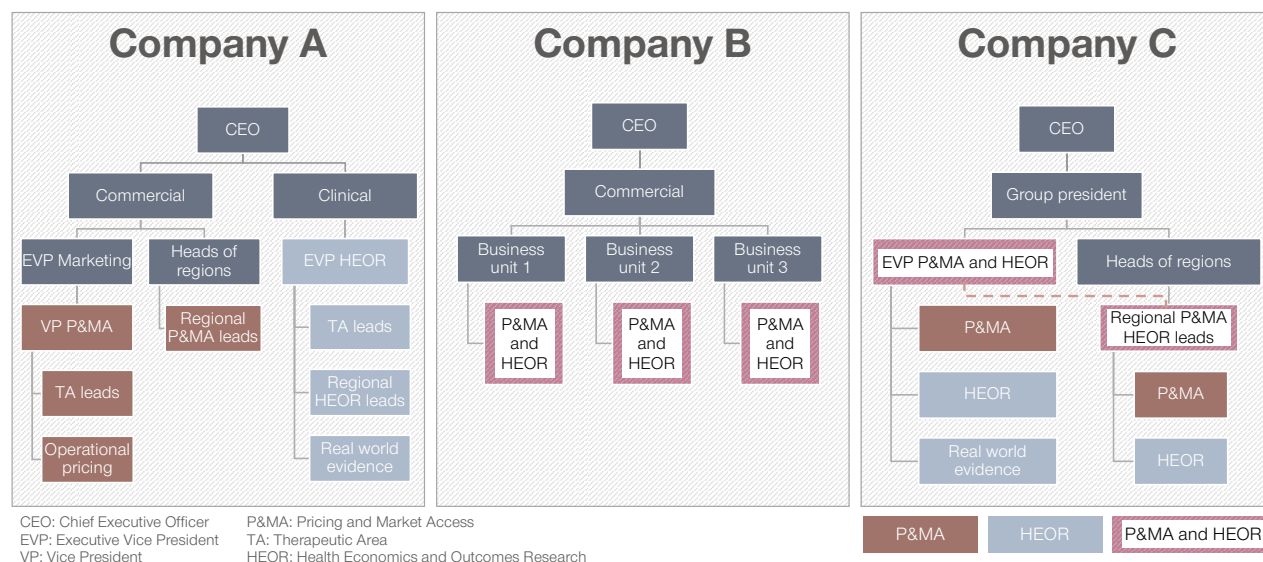 Company A
CEO
Commercial
Clinical
EVP Marketing
Heads of
regions
EVP HEOR
VP P&MA
Regional
P&MA leads
TA leads
TA leads
Regional
HEOR leads
Operational
pricing
Real world
evidence
Company B
CEO
Commercial
Business
unit 1
Business
unit 2
Business
unit 3
P&MA
and
HEOR
P&MA
and
HEOR
P&MA
and
HEOR
Company C
CEO
Group president
EVP P&MA and HEOR
Heads of regions
P&MA
Regional P&MA
HEOR leads
HEOR
P&MA
Real world
evidence
HEOR
CEO: Chief Executive Officer
EVP: Executive Vice President
VP: Vice President
P&MA: Pricing and Market Access
TA: Therapeutic Area
HEOR: Health Economics and Outcomes Research
P&MA
HEOR
P&MA and HEOR